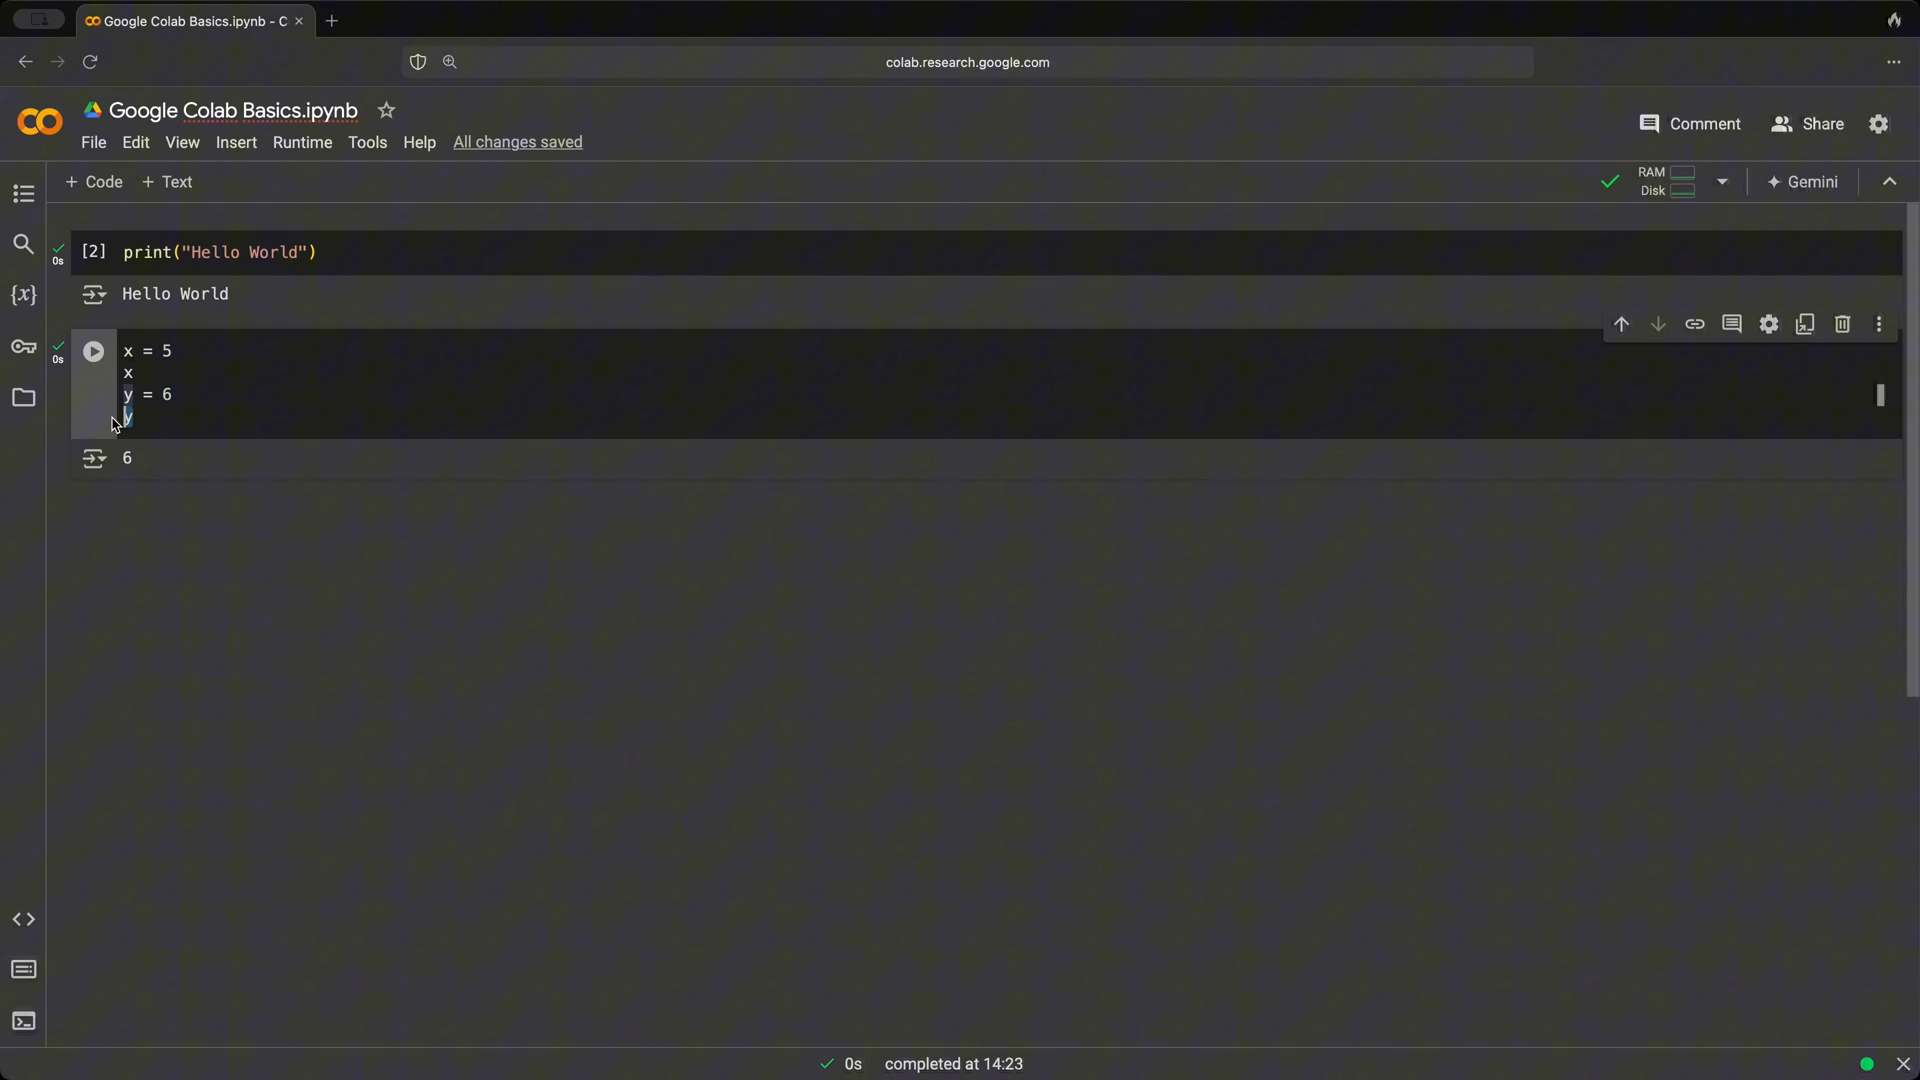 Google Colab Basics.ipynb - C
colab.research.google.com
Google Colab Basics.ipynb
Comment Share
File Edit View Insert Runtime Tools Help All changes saved
+ Code + Text
RAM
Disk
Gemini
0s [2] print("Hello World")
Hello World
0s x = 5
x
y = 6
y
6
0s completed at 14:23